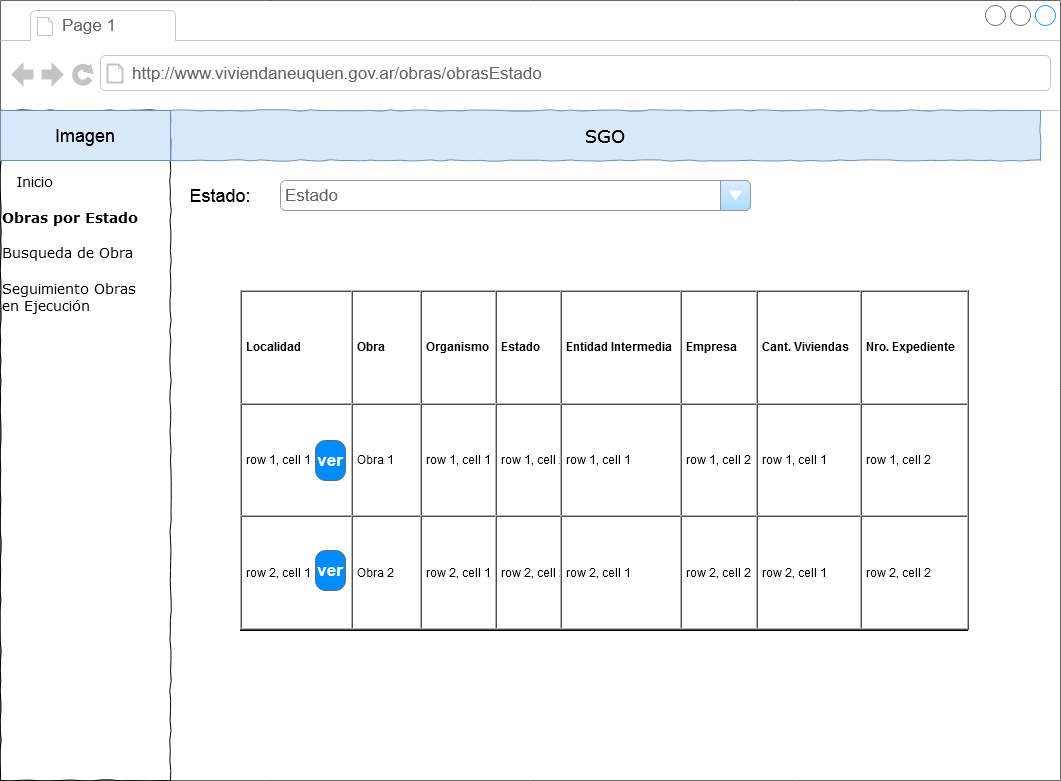 Page 1
http://www.viviendaneuquen.gov.ar/obras/obrasEstado
Imagen
SGO
Inicio
Obras por Estado
Busqueda de Obra
Seguimiento Obras
en Ejecución
Estado: Estado
Localidad Obra Organismo Estado Entidad Intermedia Empresa Cant. Viviendas Nro. Expediente
row 1, cell 1 ver Obra 1 row 1, cell 1 row 1, cell row 1, cell 1 row 1, cell 2 row 1, cell 1 row 1, cell 2
row 2, cell 1 ver Obra 2 row 2, cell 1 row 2, cell row 2, cell 1 row 2, cell 2 row 2, cell 1 row 2, cell 2